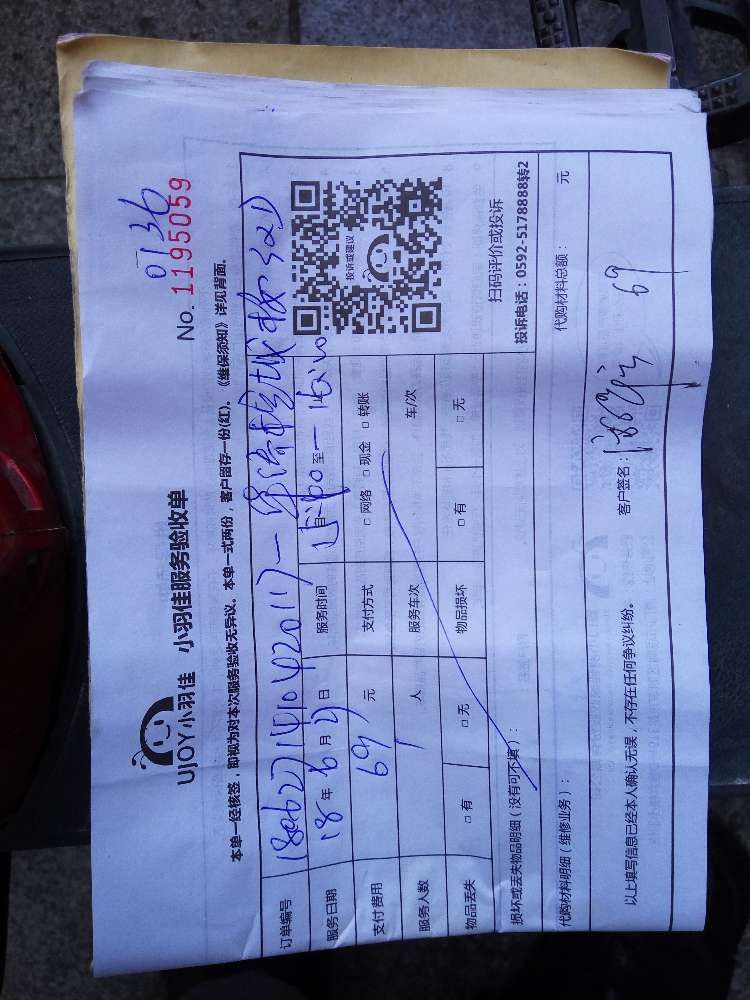 0136
No. 1195059
UJOY小羽佳 小羽佳服务验收单
本单一经核签，即视为对本次服务验收无异议。本单一式两份，客户留存一份(红)。《维保须知》详见背面。
订单编号
服务日期 18 年 6 月 2 日 服务时间 自 至
支付费用 69 元 支付方式 □ 网络 □ 现金 □ 转账
服务人数 1 人 服务车次 车/次
物品丢失 □ 有 □ 无 物品损坏 □ 有 □ 无
投诉或建议
扫码评价或投诉
投诉电话：0592-5178888转2
损坏或丢失物品明细（没有可不填）：
代购材料明细（维修业务）： 代购材料总额： 元
以上填写信息已经本人确认无误，不存在任何争议纠纷。 客户签名： 69